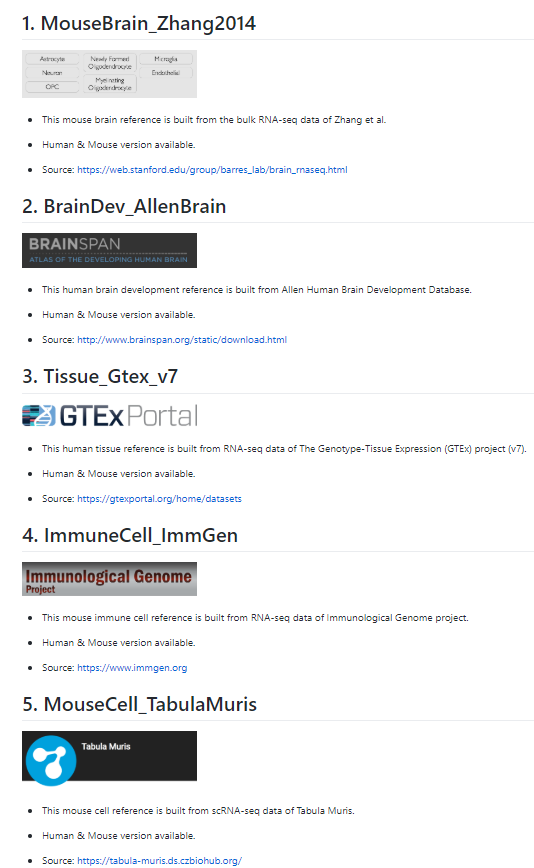 1. MouseBrain_Zhang2014
Astrocyte
Newly Formed
Oligodendrocyte
Microglia
Neuron
Myelinating
Oligodendrocyte
Endothelial
OPC
This mouse brain reference is built from the bulk RNA-seq data of Zhang et al.
Human & Mouse version available.
Source: https://web.stanford.edu/group/barres_lab/brain_rnaseq.html
2. BrainDev_AllenBrain
BRAINSPAN
ATLAS OF THE DEVELOPING HUMAN BRAIN
This human brain development reference is built from Allen Human Brain Development Database.
Human & Mouse version available.
Source: http://www.brainspan.org/static/download.html
3. Tissue_Gtex_v7
GTEx Portal
This human tissue reference is built from RNA-seq data of The Genotype-Tissue Expression (GTEx) project (v7).
Human & Mouse version available.
Source: https://gtexportal.org/home/datasets
4. ImmuneCell_ImmGen
Immunological Genome
Project
This mouse immune cell reference is built from RNA-seq data of Immunological Genome project.
Human & Mouse version available.
Source: https://www.immgen.org
5. MouseCell_TabulaMuris
Tabula Muris
This mouse cell reference is built from scRNA-seq data of Tabula Muris.
Human & Mouse version available.
Source: https://tabula-muris.ds.czbiohub.org/